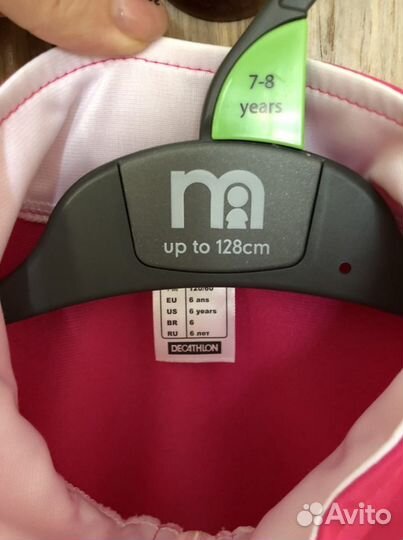 7-8
years
m
up to 128cm
120/60
EU 6 ans
US 6 years
BR 6
RU 6 лет
DECATHLON
Avito